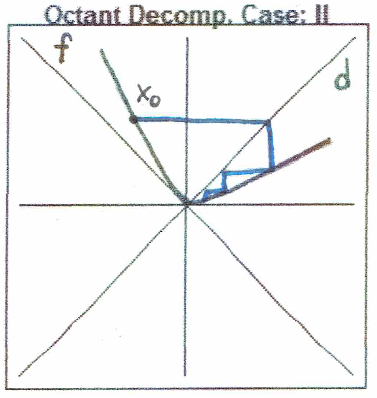 Octant Decomp. Case: II
f
d
x₀